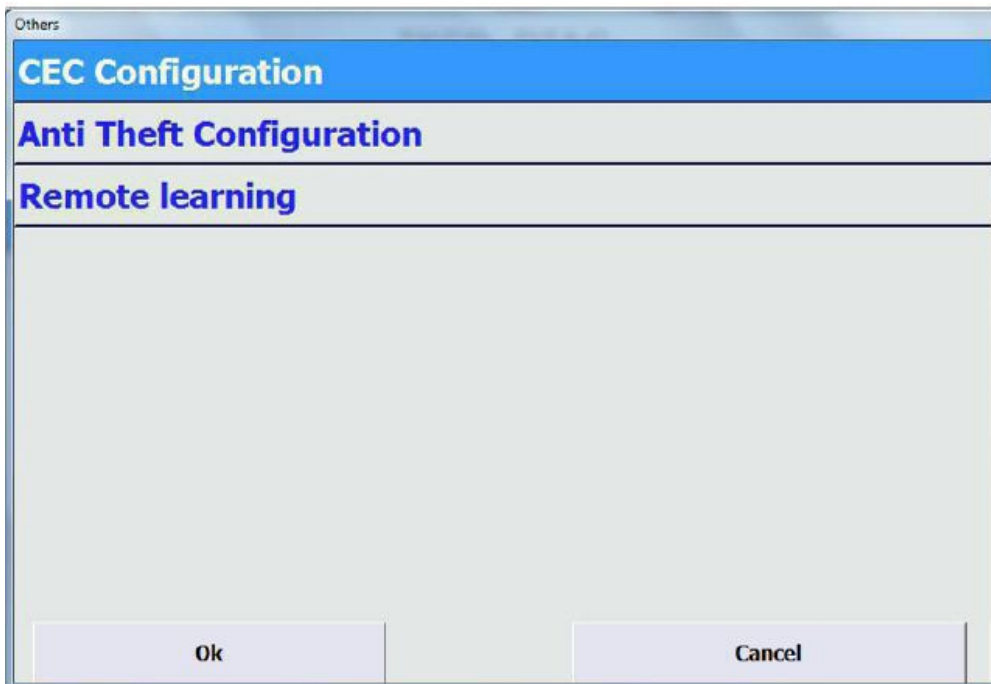 Others
CEC Configuration
Anti Theft Configuration
Remote learning
Ok
Cancel